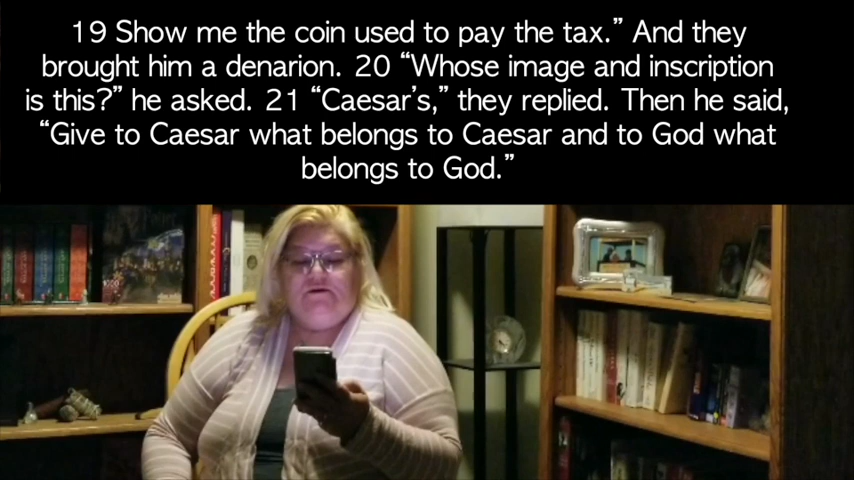 19 Show me the coin used to pay the tax.” And they
brought him a denarion. 20 “Whose image and inscription
is this?” he asked. 21 “Caesar’s,” they replied. Then he said,
“Give to Caesar what belongs to Caesar and to God what
belongs to God.”